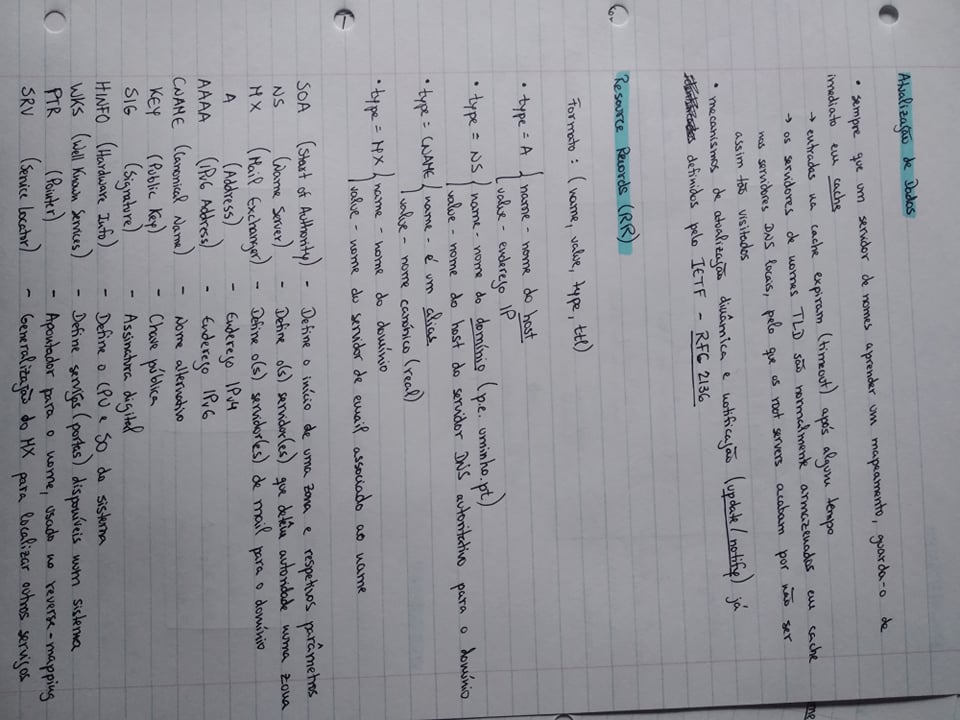 Atualização de Dados
• sempre que um servidor de nomes aprender um mapeamento, guarda-o de
imediato em cache
→ entradas na cache expiram (timeout) após algum tempo
→ os servidores de nomes TLD são normalmente armazenados em cache
nos servidores DNS locais, pelo que os root servers acabam por não ser
assim tão visitados
• mecanismos de atualização dinâmica e notificação (update/notify) já
definidos pelo IETF - RFC 2136
Resource Records (RR)
Formato: (name, value, type, ttl)
• type = A { name - nome do host
value - endereço IP
• type = NS { name - nome do domínio (p.e. uminho.pt)
value - nome do host do servidor DNS autoritativo para o domínio
• type = CNAME { name - é um alias
value - nome canónico (real)
• type = MX { name - nome do domínio
value - nome do servidor de email associado ao name
SOA (Start of Authority) - Define o início de uma zona e respetivos parâmetros
NS (Name Server) - Define o(s) servidor(es) que detêm autoridade numa zona
MX (Mail Exchanger) - Define o(s) servidor(es) de mail para o domínio
A (Address) - Endereço IPv4
AAAA (IPv6 Address) - Endereço IPv6
CNAME (Canonical Name) - Nome alternativo
KEY (Public Key) - Chave pública
SIG (Signature) - Assinatura digital
HINFO (Hardware Info) - Define o CPU e SO do sistema
WKS (Well Known Services) - Define serviços (portas) disponíveis num sistema
PTR (Pointer) - Apontador para o nome, usado no reverse-mapping
SRV (Service Locator) - Generalização do MX para localizar outros serviços